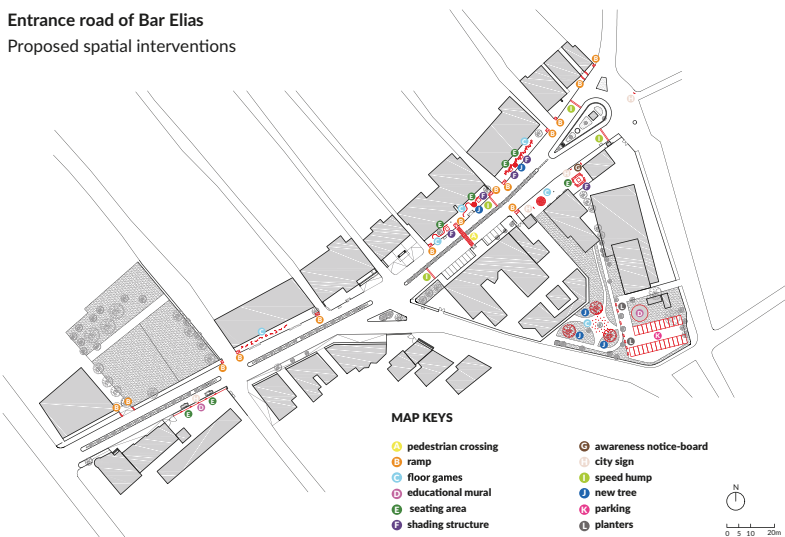 Entrance road of Bar Elias
Proposed spatial interventions
B
B
H
I
B
B
I
C
E
E
J
F
G
E
F
B
B
C
E
F
J
I
B
B
H
E
C
F
A
B
C
I
B
C
B
B
B
B
E
D
E
J
C
J
J
L
D
K
L
MAP KEYS
A pedestrian crossing
B ramp
C floor games
D educational mural
E seating area
F shading structure
G awareness notice-board
H city sign
I speed hump
J new tree
K parking
L planters
N
0 5 10 20m